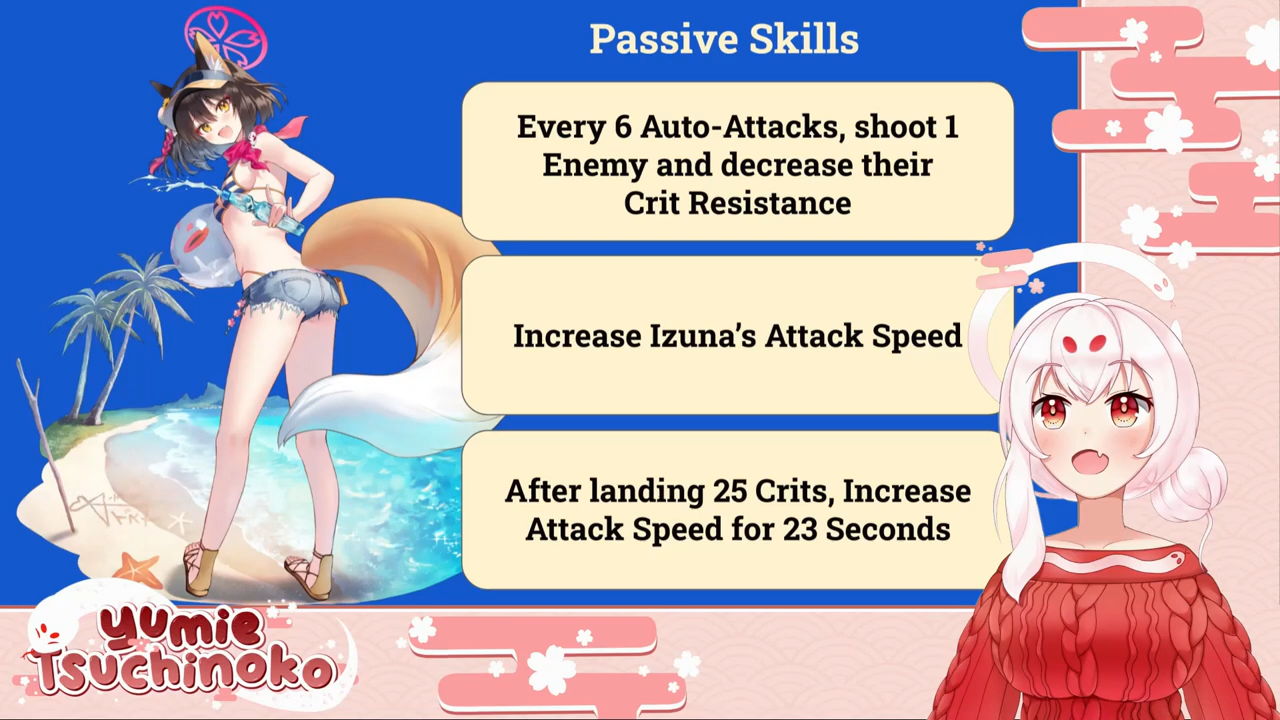 Passive Skills
Every 6 Auto-Attacks, shoot 1
Enemy and decrease their
Crit Resistance
Increase Izuna’s Attack Speed
After landing 25 Crits, Increase
Attack Speed for 23 Seconds
yumie
Tsuchinoko